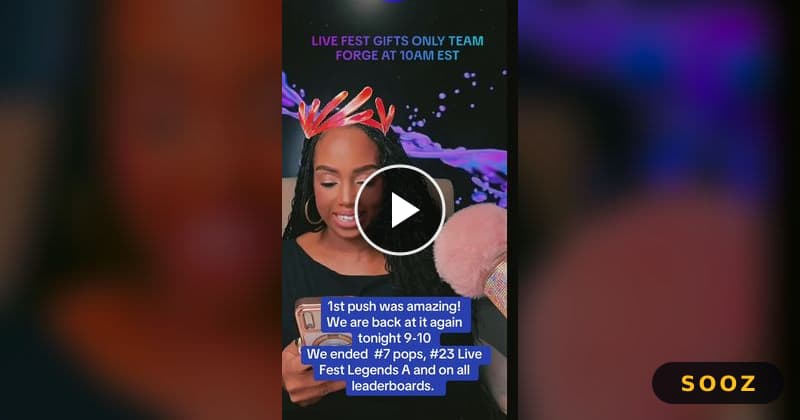 LIVE FEST GIFTS ONLY TEAM
FORGE AT 10AM EST
1st push was amazing!
We are back at it again
tonight 9-10
We ended #7 pops, #23 Live
Fest Legends A and on all
leaderboards.
SOOZ